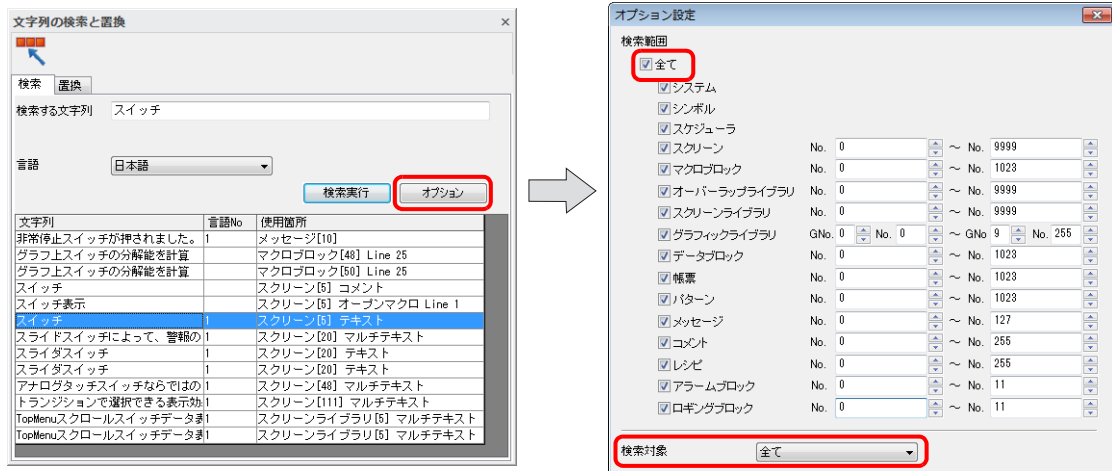 文字列の検索と置換
検索 置換
検索する文字列 スイッチ
言語 日本語
検索実行 オプション
文字列 言語No 使用箇所
非常停止スイッチが押されました。 1 メッセージ[10]
グラフ上スイッチの分解能を計算 マクロブロック[48] Line 25
グラフ上スイッチの分解能を計算 マクロブロック[50] Line 25
スイッチ スクリーン[5] コメント
スイッチ表示 スクリーン[5] オープンマクロ Line 1
スイッチ 1 スクリーン[5] テキスト
スライドスイッチによって、警報の 1 スクリーン[20] マルチテキスト
スライダスイッチ 1 スクリーン[20] テキスト
スライダスイッチ 1 スクリーン[20] テキスト
アナログタッチスイッチならではの 1 スクリーン[48] マルチテキスト
トランジションで選択できる表示効 1 スクリーン[111] マルチテキスト
TopMenuスクロールスイッチデータ表 1 スクリーンライブラリ[5] マルチテキスト
TopMenuスクロールスイッチデータ表 1 スクリーンライブラリ[5] マルチテキスト
オプション設定
検索範囲
全て
システム
シンボル
スケジューラ
スクリーン No. 0 ～ No. 9999
マクロブロック No. 0 ～ No. 1023
オーバーラップライブラリ No. 0 ～ No. 9999
スクリーンライブラリ No. 0 ～ No. 9999
グラフィックライブラリ GNo. 0 No. 0 ～ GNo 9 No. 255
データブロック No. 0 ～ No. 1023
帳票 No. 0 ～ No. 1023
パターン No. 0 ～ No. 1023
メッセージ No. 0 ～ No. 127
コメント No. 0 ～ No. 255
レシピ No. 0 ～ No. 255
アラームブロック No. 0 ～ No. 11
ロギングブロック No. 0 ～ No. 11
検索対象 全て